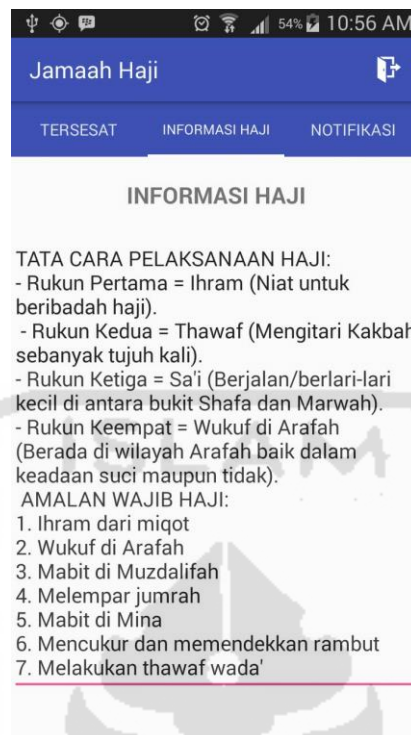 54% 10:56 AM
Jamaah Haji
TERSESAT INFORMASI HAJI NOTIFIKASI
INFORMASI HAJI
TATA CARA PELAKSANAAN HAJI:
- Rukun Pertama = Ihram (Niat untuk
beribadah haji).
- Rukun Kedua = Thawaf (Mengitari Kakbah
sebanyak tujuh kali).
- Rukun Ketiga = Sa'i (Berjalan/berlari-lari
kecil di antara bukit Shafa dan Marwah).
- Rukun Keempat = Wukuf di Arafah
(Berada di wilayah Arafah baik dalam
keadaan suci maupun tidak).
AMALAN WAJIB HAJI:
1. Ihram dari miqot
2. Wukuf di Arafah
3. Mabit di Muzdalifah
4. Melempar jumrah
5. Mabit di Mina
6. Mencukur dan memendekkan rambut
7. Melakukan thawaf wada'
ISLAM